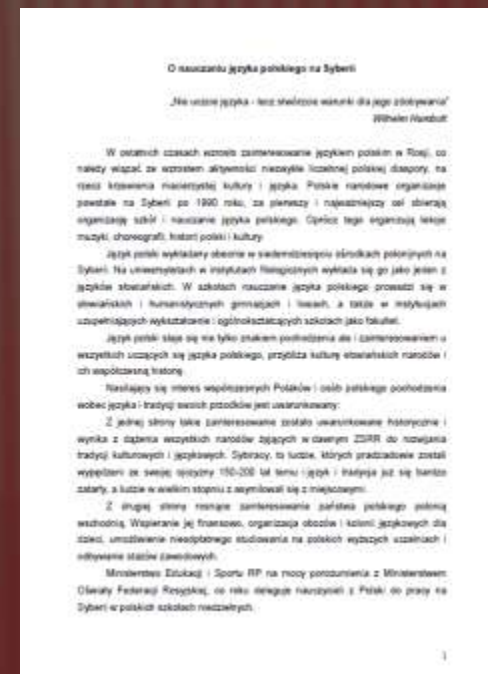 O nauczaniu języka polskiego na Syberii
„Nie uczcie języka - lecz stwórzcie warunki dla jego zdobywania"
Wilhelm Humbolt
W ostatnich czasach wzrosło zainteresowanie językiem polskim w Rosji, co
należy wiązać ze wzrostem aktywności niezwykle liczebnej polskiej diaspory, na
rzecz krzewienia macierzystej kultury i języka. Polskie narodowe organizacje
powstałe na Syberii po 1990 roku, za pierwszy i najważniejszy cel obierają
organizację szkół i nauczanie języka polskiego. Oprócz tego organizują lekcje
muzyki, choreografii, historii polski i kultury.
Język polski wykładany obecnie w siedemdziesięciu ośrodkach polonijnych na
Syberii. Na uniwersytetach w instytutach filologicznych wykłada się go jako jeden z
języków słowiańskich. W szkołach nauczanie języka polskiego prowadzi się w
słowiańskich i humanistycznych gimnazjach i liceach, a także w instytucjach
uzupełniających wykształcenie i ogólnokształcących szkołach jako fakultet.
Język polski staje się nie tylko znakiem pochodzenia ale i zainteresowaniem u
wszystkich uczących się języka polskiego, przybliża kulturę słowiańskich narodów i
ich współczesną historię.
Nasilający się interes współczesnych Polaków i osób polskiego pochodzenia
wobec języka i tradycji swoich przodków jest uwarunkowany:
Z jednej strony takie zainteresowanie zostało uwarunkowane historycznie i
wynika z dążenia wszystkich narodów żyjących w dawnym ZSRR do rozwijania
tradycji kulturowych i językowych. Sybiracy, to ludzie, których pradziadowie zostali
wypędzeni ze swojej ojczyzny 150-200 lat temu i język i tradycja już się bardzo
zatarły, a ludzie w wielkim stopniu z asymilowali się z miejscowymi.
Z drugiej strony rosnące zainteresowanie państwa polskiego polonią
wschodnią. Wspieranie jej finansowo, organizacja obozów i kolonii językowych dla
dzieci, umożliwienie nieodpłatnego studiowania na polskich wyższych uczelniach i
odbywanie staży zawodowych.
Ministerstwo Edukacji i Sportu RP na mocy porozumienia z Ministerstwem
Oświaty Federacji Rosyjskiej, co roku deleguje nauczycieli z Polski do pracy na
Syberii w polskich szkołach niedzielnych.
1